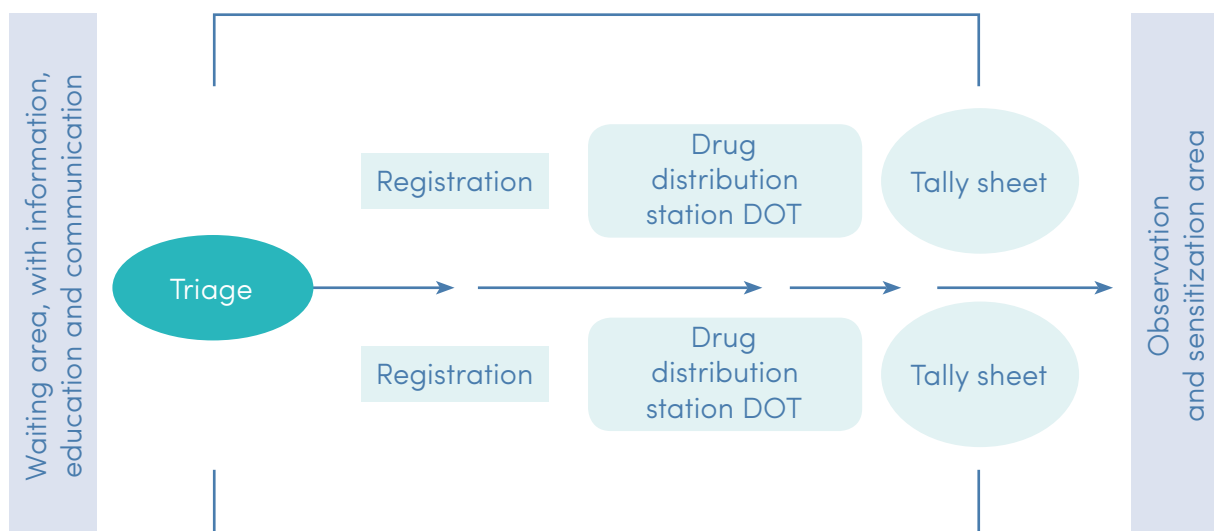 Waiting area, with information,
education and communication
Triage
Registration
Drug
distribution
station DOT
Tally sheet
Registration
Drug
distribution
station DOT
Tally sheet
Observation
and sensitization area